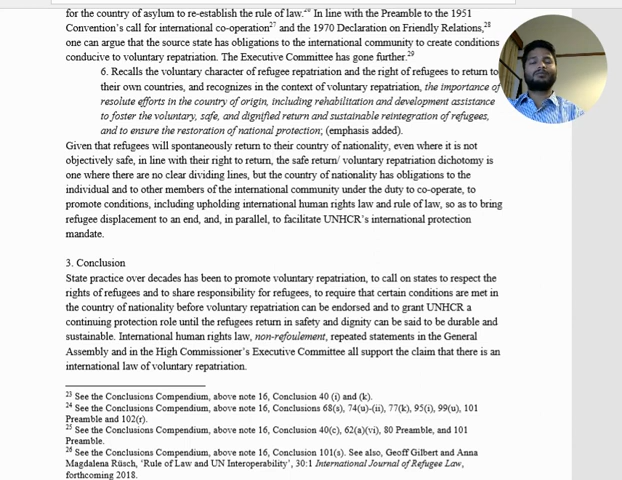 for the country of asylum to re-establish the rule of law.²⁶ In line with the Preamble to the 1951
Convention's call for international co-operation²⁷ and the 1970 Declaration on Friendly Relations,²⁸
one can argue that the source state has obligations to the international community to create conditions
conducive to voluntary repatriation. The Executive Committee has gone further.²⁹
6. Recalls the voluntary character of refugee repatriation and the right of refugees to return to
their own countries, and recognizes in the context of voluntary repatriation, the importance of
resolute efforts in the country of origin, including rehabilitation and development assistance
to foster the voluntary, safe, and dignified return and sustainable reintegration of refugees,
and to ensure the restoration of national protection; (emphasis added).
Given that refugees will spontaneously return to their country of nationality, even where it is not
objectively safe, in line with their right to return, the safe return/ voluntary repatriation dichotomy is
one where there are no clear dividing lines, but the country of nationality has obligations to the
individual and to other members of the international community under the duty to co-operate, to
promote conditions, including upholding international human rights law and rule of law, so as to bring
refugee displacement to an end, and, in parallel, to facilitate UNHCR's international protection
mandate.
3. Conclusion
State practice over decades has been to promote voluntary repatriation, to call on states to respect the
rights of refugees and to share responsibility for refugees, to require that certain conditions are met in
the country of nationality before voluntary repatriation can be endorsed and to grant UNHCR a
continuing protection role until the refugees return in safety and dignity can be said to be durable and
sustainable. International human rights law, non-refoulement, repeated statements in the General
Assembly and in the High Commissioner's Executive Committee all support the claim that there is an
international law of voluntary repatriation.
²³ See the Conclusions Compendium, above note 16, Conclusion 40 (i) and (k).
²⁴ See the Conclusions Compendium, above note 16, Conclusions 68(s), 74(u)-(ii), 77(k), 95(i), 99(u), 101
Preamble and 102(r).
²⁵ See the Conclusions Compendium, above note 16, Conclusion 40(c), 62(a)(vi), 80 Preamble, and 101
Preamble.
²⁶ See the Conclusions Compendium, above note 16, Conclusion 101(s). See also, Geoff Gilbert and Anna
Magdalena Rüsch, 'Rule of Law and UN Interoperability', 30:1 International Journal of Refugee Law,
forthcoming 2018.